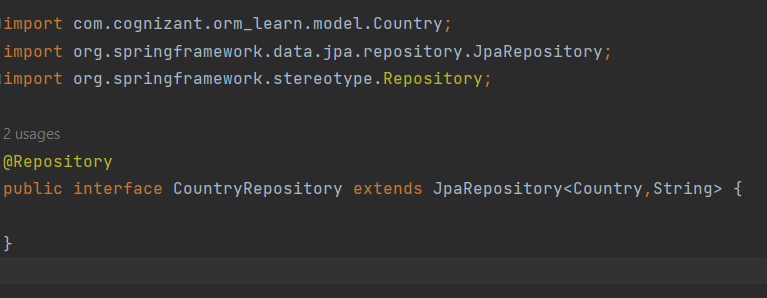 import com.cognizant.orm_learn.model.Country;
import org.springframework.data.jpa.repository.JpaRepository;
import org.springframework.stereotype.Repository;
2 usages
@Repository
public interface CountryRepository extends JpaRepository<Country,String> {
}